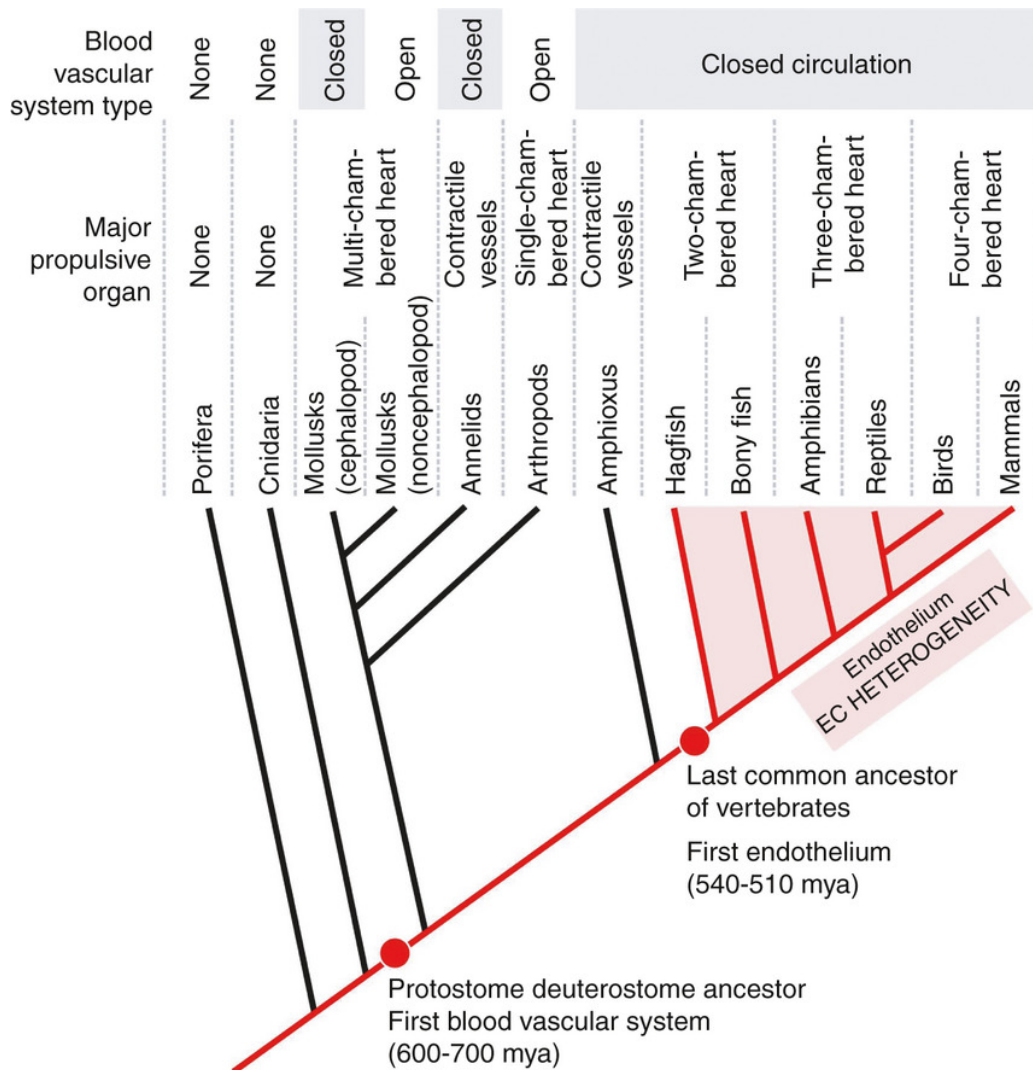 Blood
vascular
system type
None
None
Closed
Open
Closed
Open
Closed circulation
Major
propulsive
organ
None
None
Multi-cham-
bered heart
Contractile
vessels
Single-cham-
bered heart
Contractile
vessels
Two-cham-
bered heart
Three-cham-
bered heart
Four-cham-
bered heart
Porifera
Cnidaria
Mollusks
(cephalopod)
Mollusks
(noncephalopod)
Annelids
Arthropods
Amphioxus
Hagfish
Bony fish
Amphibians
Reptiles
Birds
Mammals
Endothelium
EC HETEROGENEITY
Last common ancestor
of vertebrates
First endothelium
(540-510 mya)
Protostome deuterostome ancestor
First blood vascular system
(600-700 mya)